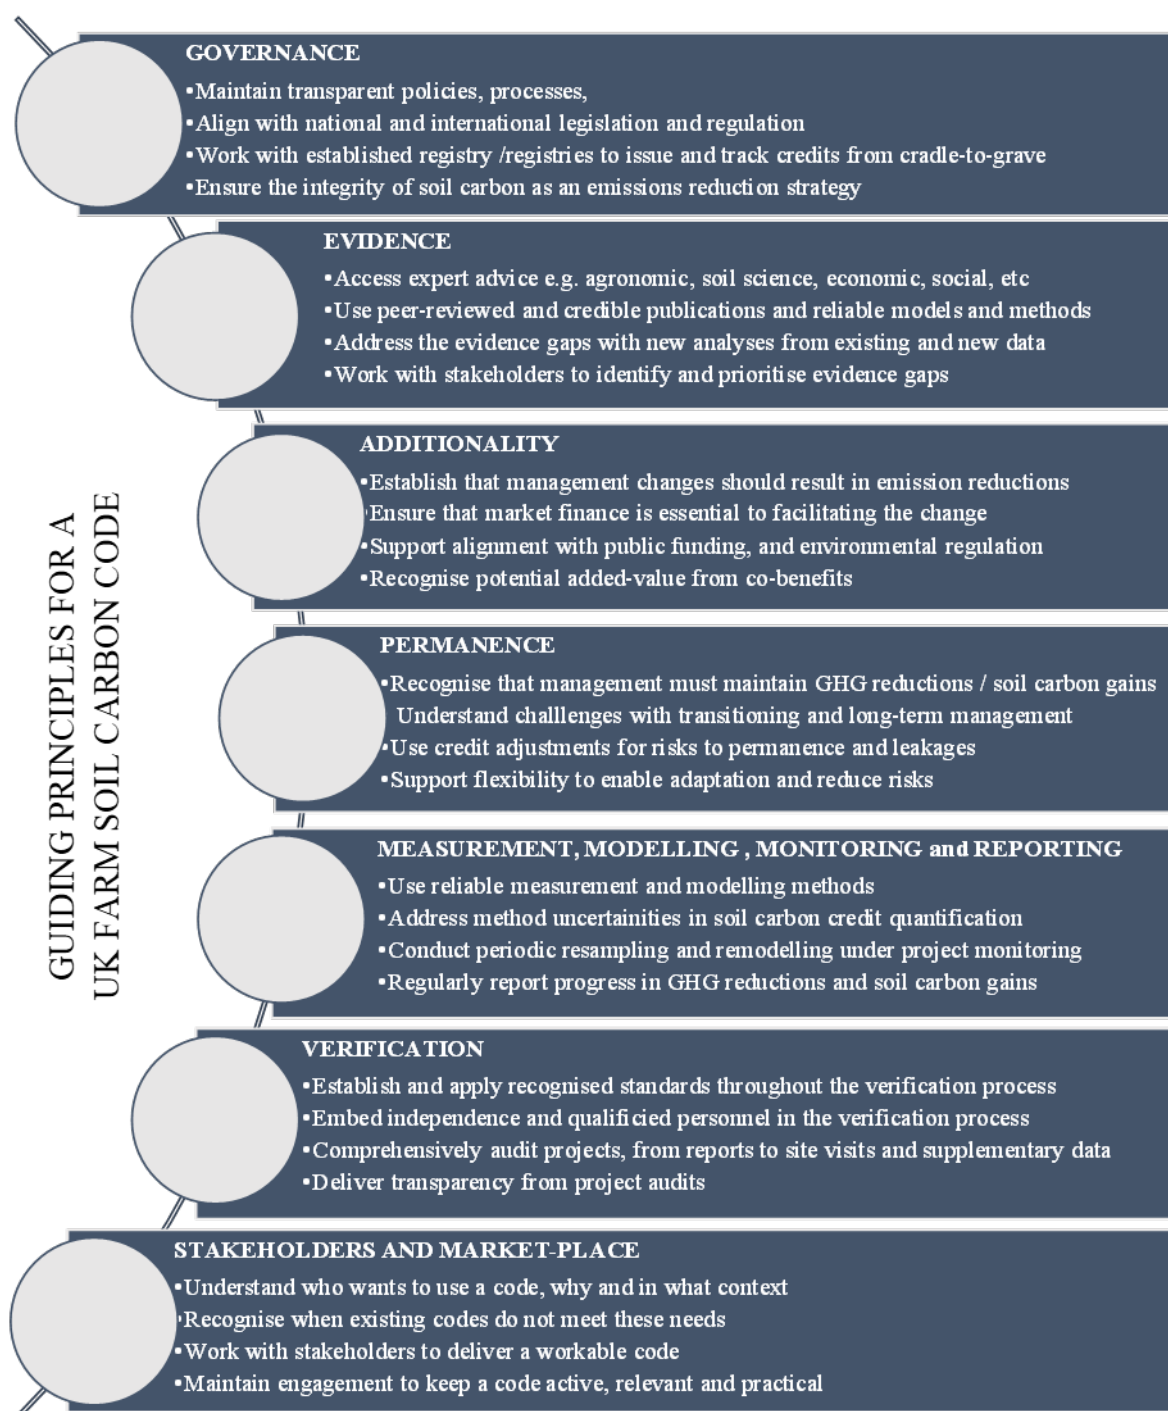 GUIDING PRINCIPLES FOR A
UK FARM SOIL CARBON CODE
GOVERNANCE
•Maintain transparent policies, processes,
•Align with national and international legislation and regulation
•Work with established registry /registries to issue and track credits from cradle-to-grave
•Ensure the integrity of soil carbon as an emissions reduction strategy
EVIDENCE
•Access expert advice e.g. agronomic, soil science, economic, social, etc
•Use peer-reviewed and credible publications and reliable models and methods
•Address the evidence gaps with new analyses from existing and new data
•Work with stakeholders to identify and prioritise evidence gaps
ADDITIONALITY
•Establish that management changes should result in emission reductions
•Ensure that market finance is essential to facilitating the change
•Support alignment with public funding, and environmental regulation
•Recognise potential added-value from co-benefits
PERMANENCE
•Recognise that management must maintain GHG reductions / soil carbon gains
Understand challlenges with transitioning and long-term management
•Use credit adjustments for risks to permanence and leakages
•Support flexibility to enable adaptation and reduce risks
MEASUREMENT, MODELLING , MONITORING and REPORTING
•Use reliable measurement and modelling methods
•Address method uncertainities in soil carbon credit quantification
•Conduct periodic resampling and remodelling under project monitoring
•Regularly report progress in GHG reductions and soil carbon gains
VERIFICATION
•Establish and apply recognised standards throughout the verification process
•Embed independence and qualificied personnel in the verification process
•Comprehensively audit projects, from reports to site visits and supplementary data
•Deliver transparency from project audits
STAKEHOLDERS AND MARKET-PLACE
•Understand who wants to use a code, why and in what context
•Recognise when existing codes do not meet these needs
•Work with stakeholders to deliver a workable code
•Maintain engagement to keep a code active, relevant and practical